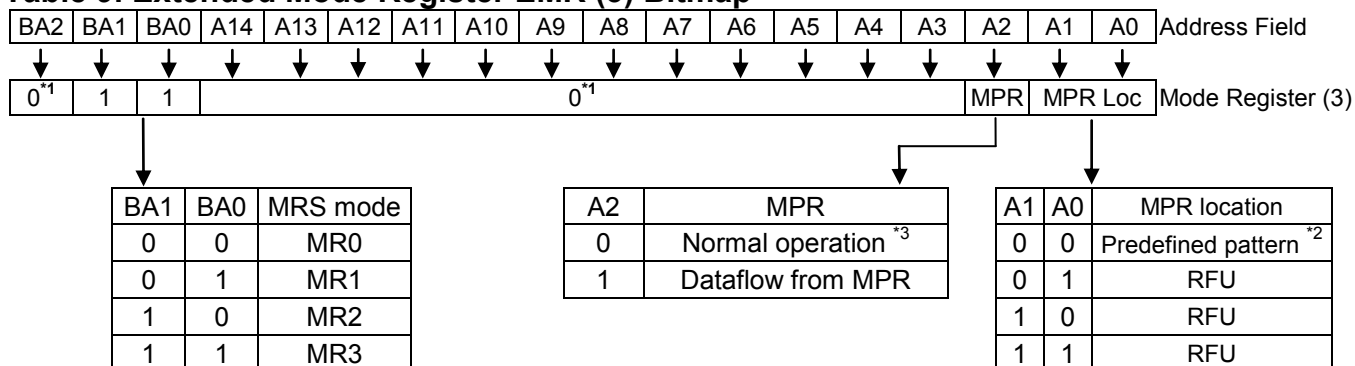 Table 6. Extended Mode Register EMR (3) Bitmap
BA2 BA1 BA0 A14 A13 A12 A11 A10 A9 A8 A7 A6 A5 A4 A3 A2 A1 A0 Address Field
0*1 1 1 0*1 MPR MPR Loc Mode Register (3)
BA1 BA0 MRS mode
0 0 MR0
0 1 MR1
1 0 MR2
1 1 MR3
A2 MPR
0 Normal operation *3
1 Dataflow from MPR
A1 A0 MPR location
0 0 Predefined pattern *2
0 1 RFU
1 0 RFU
1 1 RFU